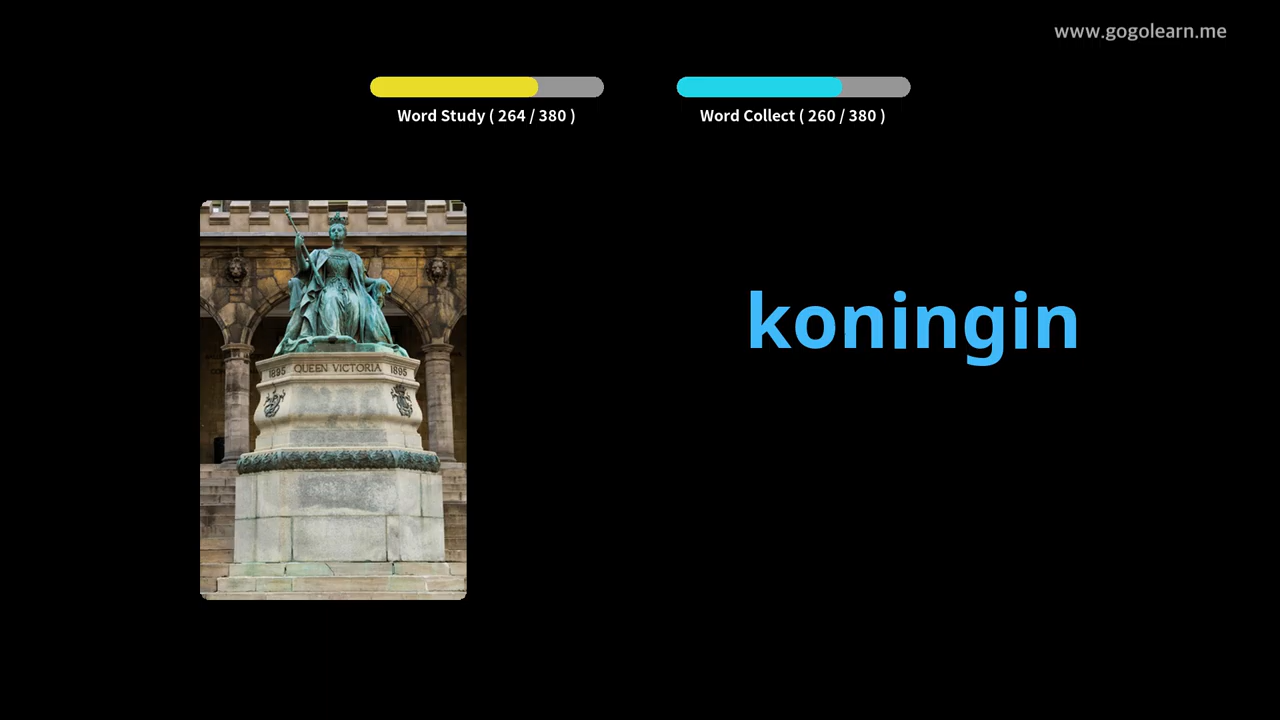 www.gogolearn.me
Word Study ( 264 / 380 )
Word Collect ( 260 / 380 )
koningin
1895 QUEEN VICTORIA 1895